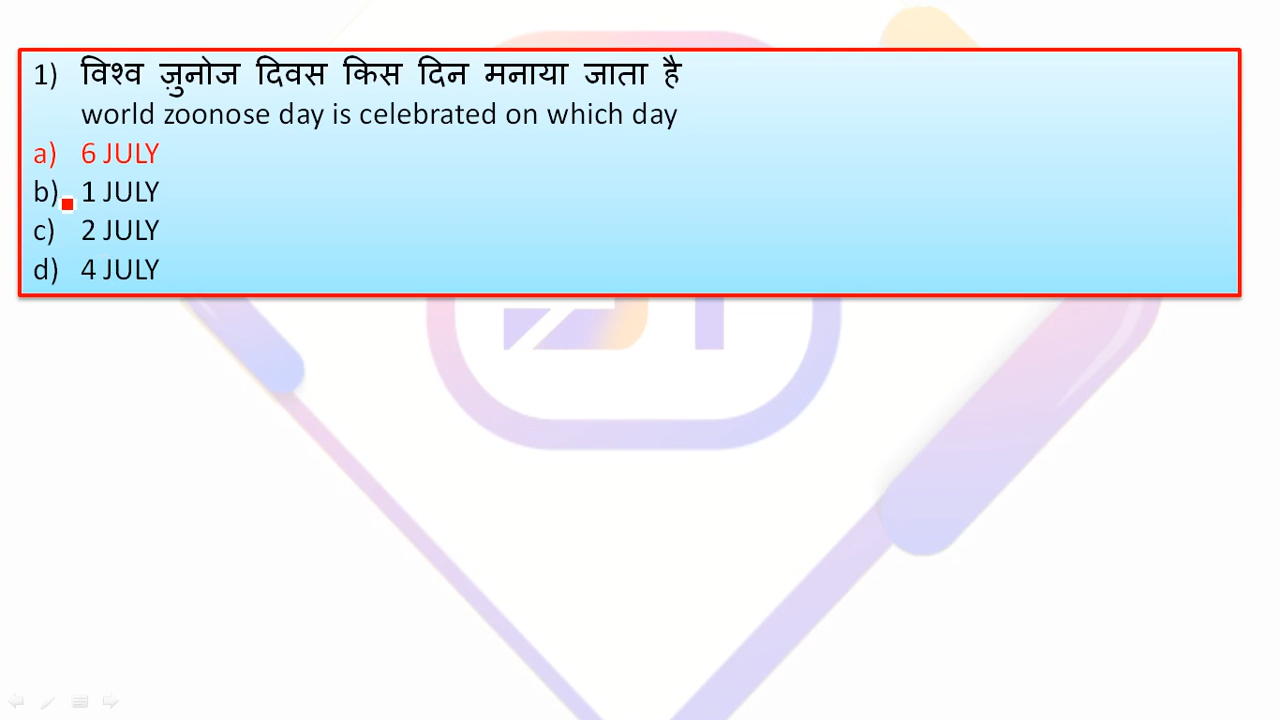 1) विश्व ज़ुनोज दिवस किस दिन मनाया जाता है
world zoonose day is celebrated on which day
a) 6 JULY
b) 1 JULY
c) 2 JULY
d) 4 JULY